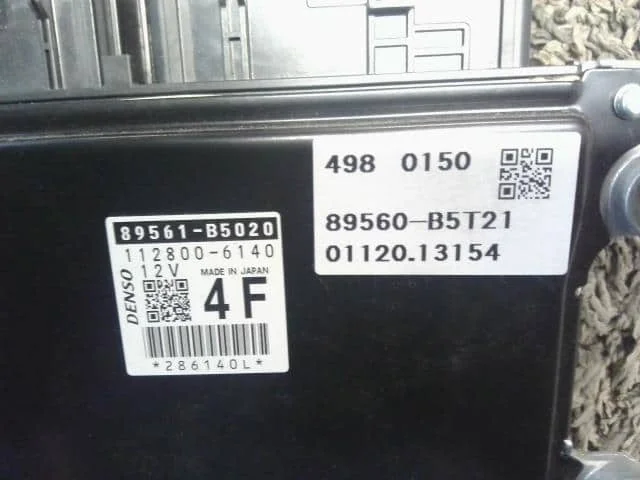 498 0150
89560-B5T21
01120.13154
89561-B5020
112800-6140
12V MADE IN JAPAN
DENSO
4F
*286140L*